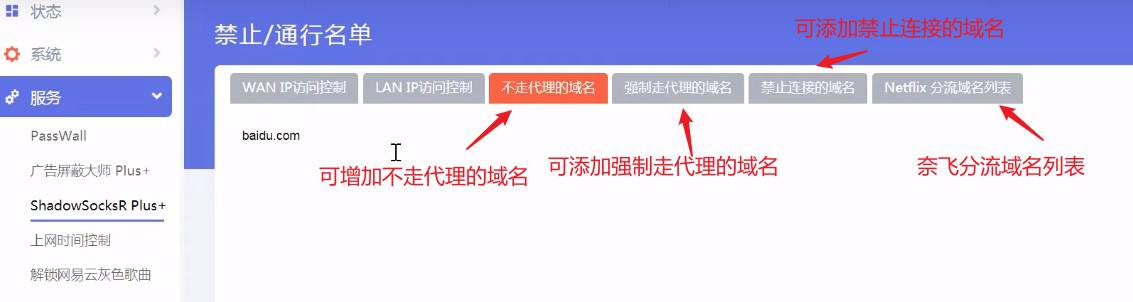 状态
系统
服务
PassWall
广告屏蔽大师 Plus+
ShadowSocksR Plus+
上网时间控制
解锁网易云灰色歌曲
禁止/通行名单
可添加禁止连接的域名
WAN IP访问控制
LAN IP访问控制
不走代理的域名
强制走代理的域名
禁止连接的域名
Netflix 分流域名列表
baidu.com
可增加不走代理的域名
可添加强制走代理的域名
奈飞分流域名列表